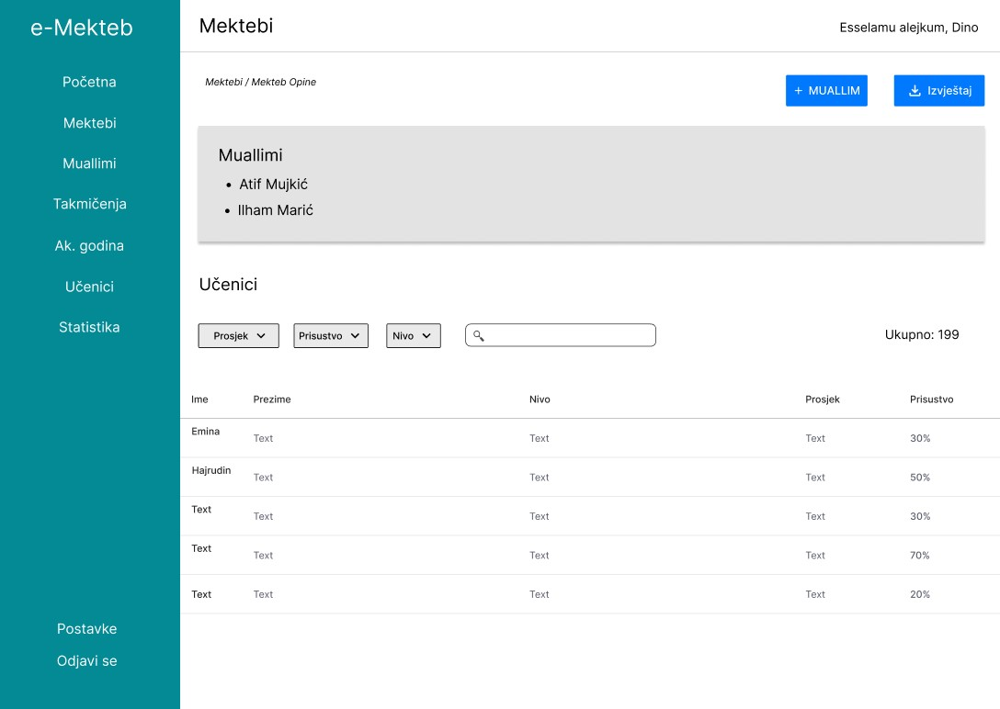 e-Mekteb
Početna
Mektebi
Muallimi
Takmičenja
Ak. godina
Učenici
Statistika
Postavke
Odjavi se
Mektebi
Esselamu alejkum, Dino
Mektebi / Mekteb Opine
+ MUALLIM
Izvještaj
Muallimi
• Atif Mujkić
• Ilham Marić
Učenici
Prosjek
Prisustvo
Nivo
Ukupno: 199
Ime Prezime Nivo Prosjek Prisustvo
Emina Text Text Text 30%
Hajrudin Text Text Text 50%
Text Text Text Text 30%
Text Text Text Text 70%
Text Text Text Text 20%